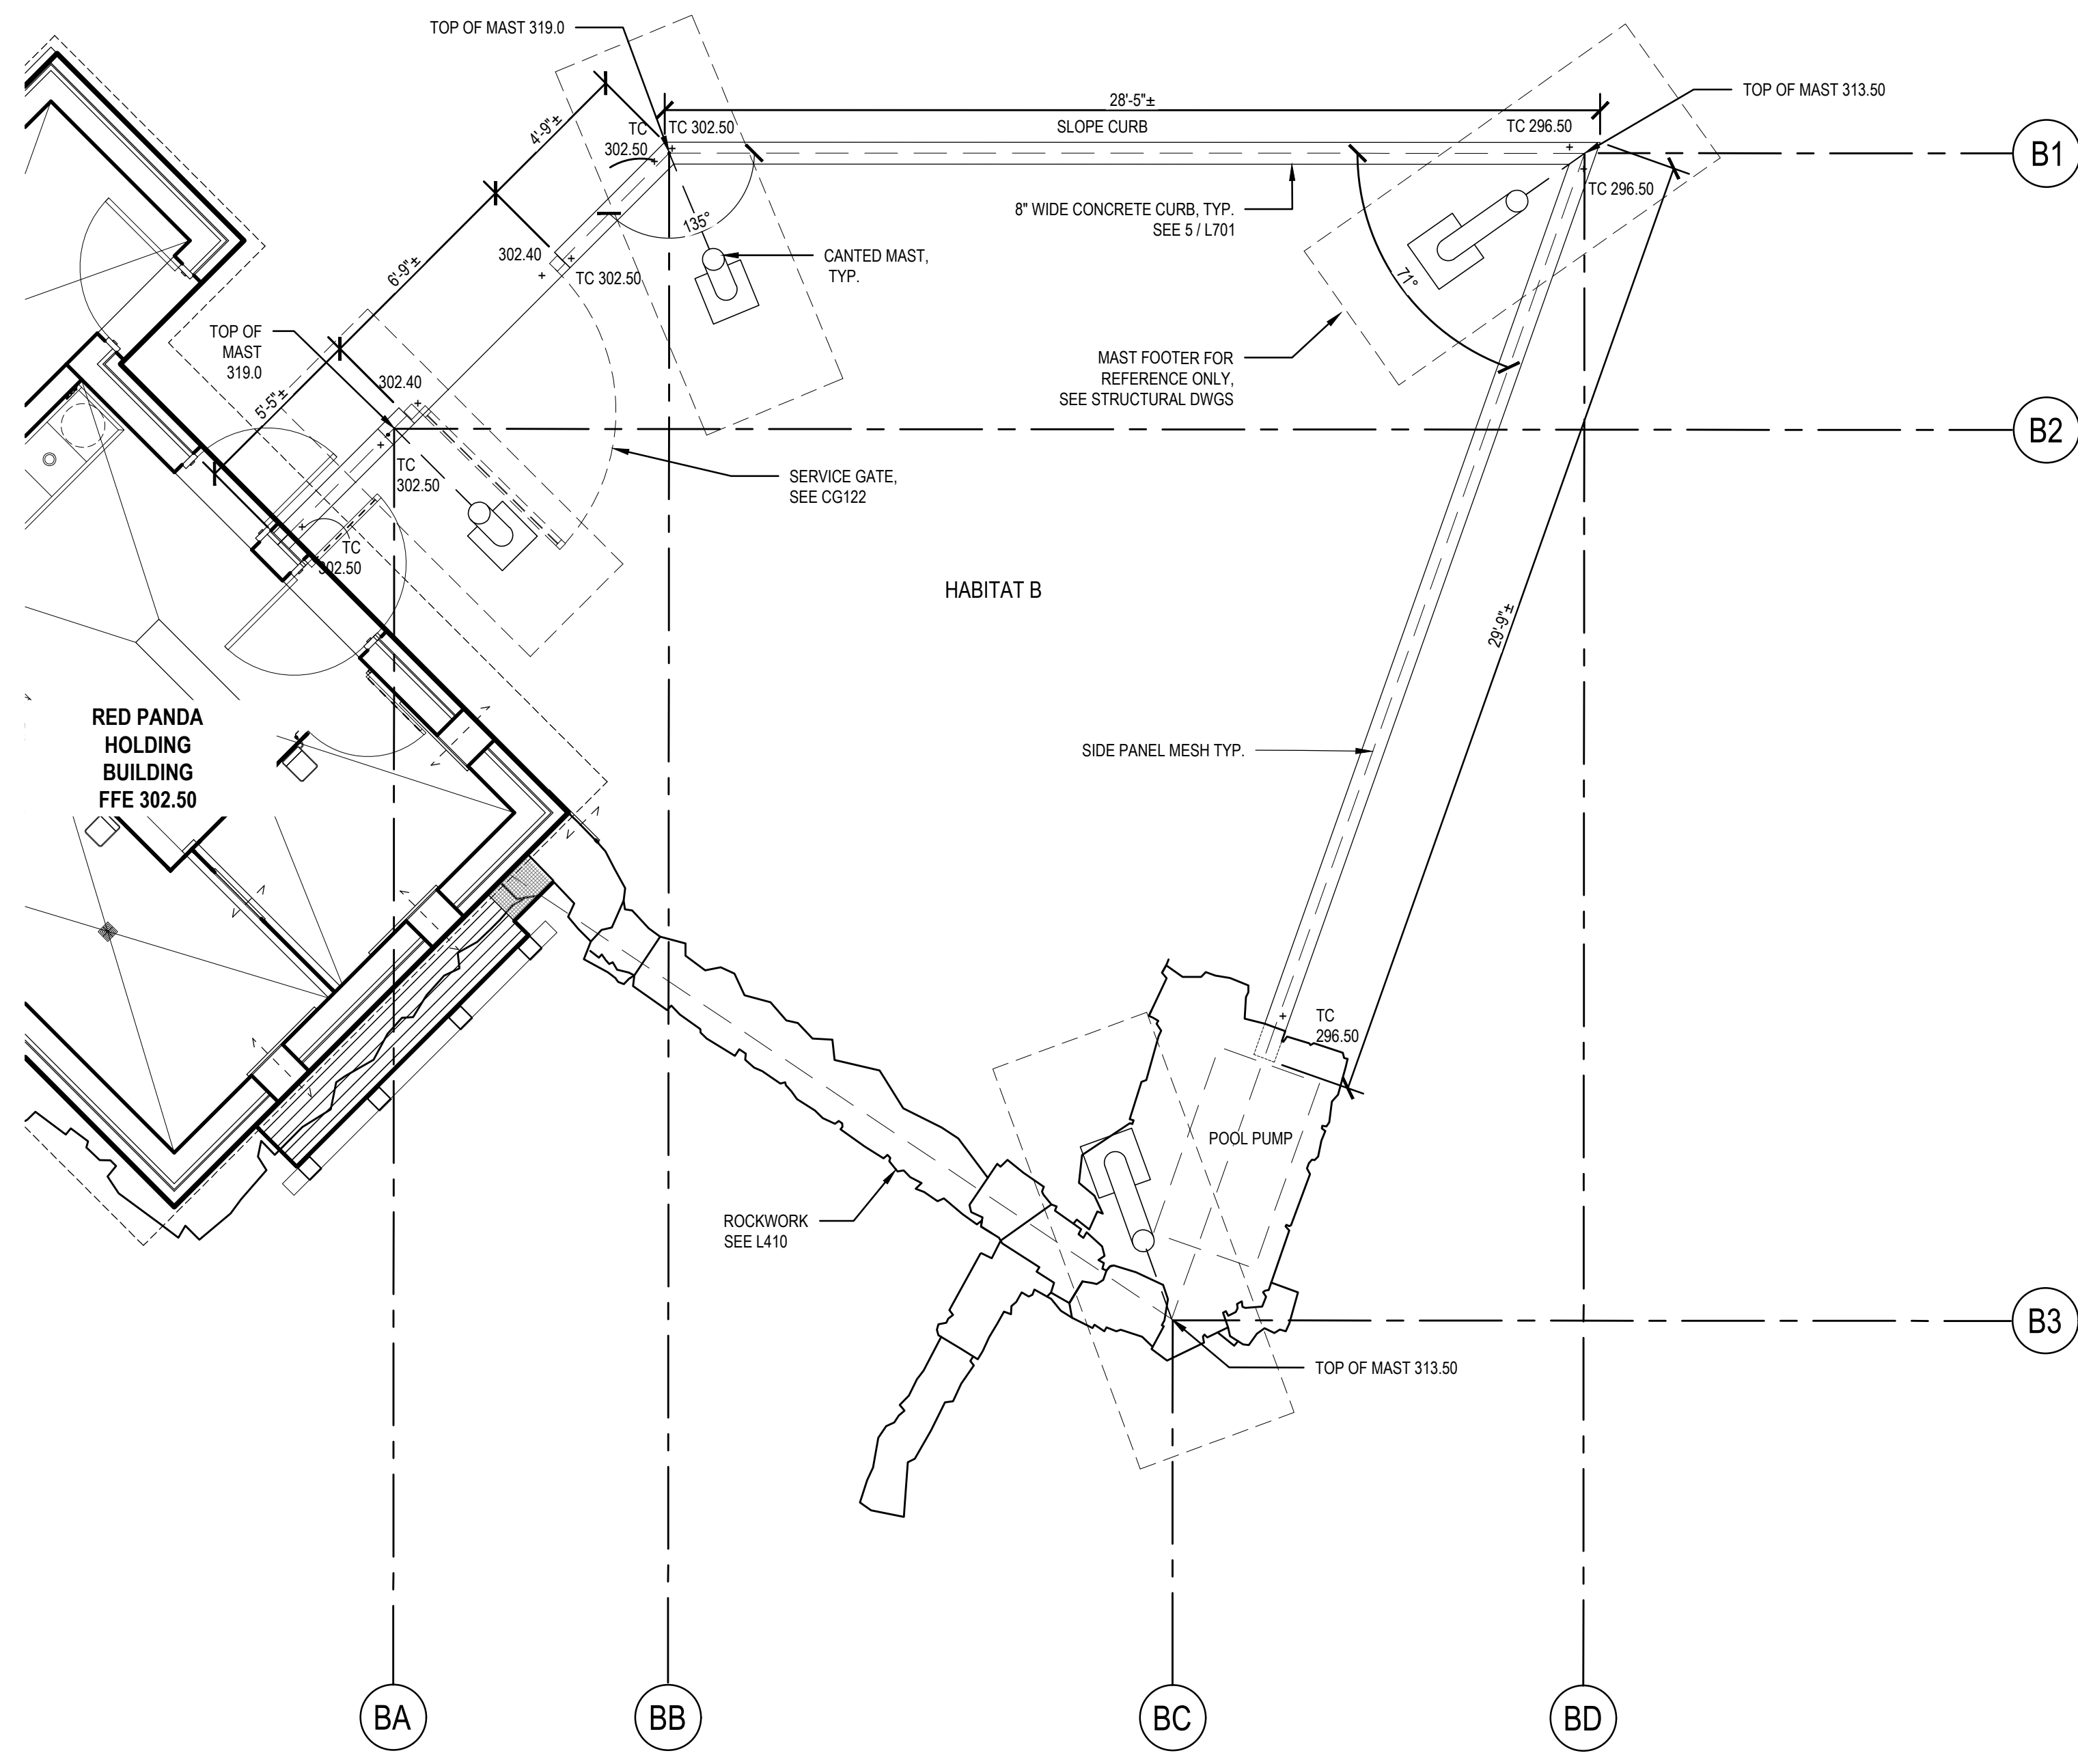 TOP OF MAST 319.0
28'-5"±
TOP OF MAST 313.50
4'-9"±
TC
302.50
TC 302.50
SLOPE CURB
TC 296.50
B1
TC 296.50
8" WIDE CONCRETE CURB, TYP.
SEE 5 / L701
135°
302.40
6'-9"±
TC 302.50
CANTED MAST,
TYP.
71°
TOP OF
MAST
319.0
MAST FOOTER FOR
REFERENCE ONLY,
SEE STRUCTURAL DWGS
302.40
5'-5"±
B2
TC
302.50
SERVICE GATE,
SEE CG122
TC
302.50
HABITAT B
29'-9"±
RED PANDA
HOLDING
BUILDING
FFE 302.50
SIDE PANEL MESH TYP.
TC
296.50
POOL PUMP
ROCKWORK
SEE L410
B3
TOP OF MAST 313.50
BA
BB
BC
BD